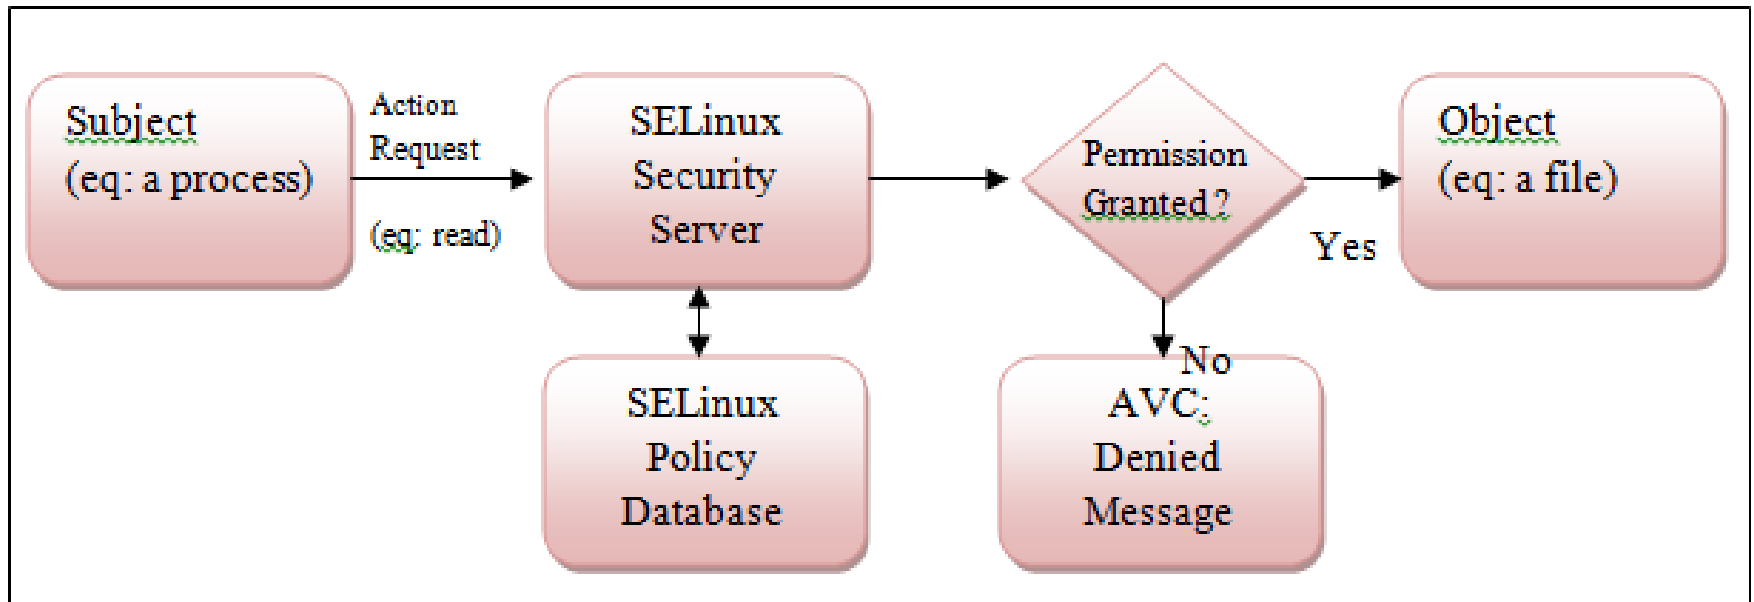 Subject
(eq: a process)
Action
Request
(eq: read)
SELinux
Security
Server
Permission
Granted ?
Yes
Object
(eq: a file)
SELinux
Policy
Database
No
AVC;
Denied
Message